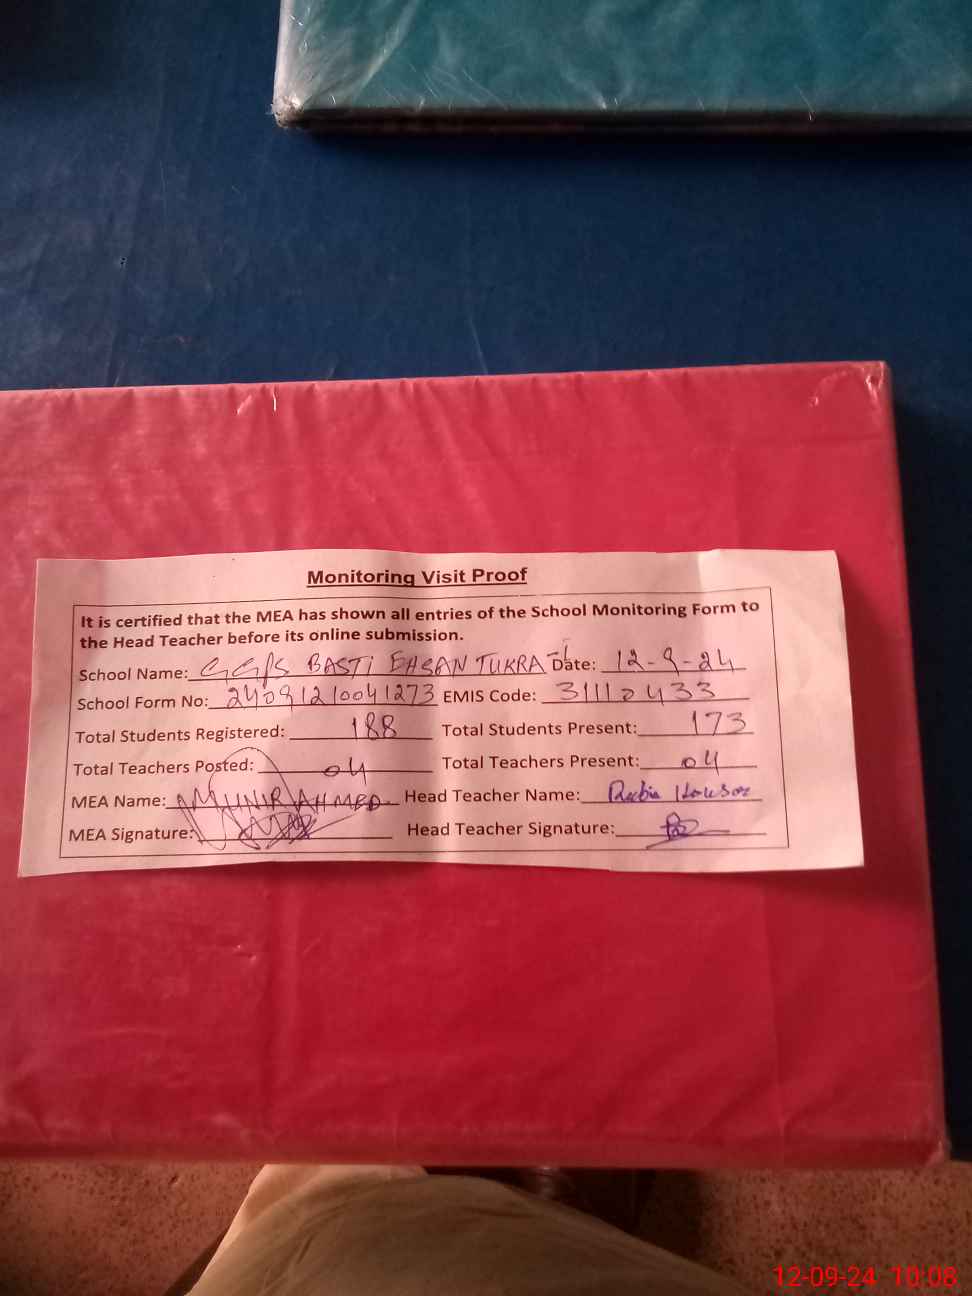 Monitoring Visit Proof
It is certified that the MEA has shown all entries of the School Monitoring Form to
the Head Teacher before its online submission.
School Name: GGPS BASTI EHSAN TUKRA-1 Date: 12-9-24
School Form No: 24091210041273 EMIS Code: 31110433
Total Students Registered: 188 Total Students Present: 173
Total Teachers Posted: 04 Total Teachers Present: 04
MEA Name: MUNIR AHMED Head Teacher Name: Rubia
MEA Signature: Head Teacher Signature:
12-09-24 10:08